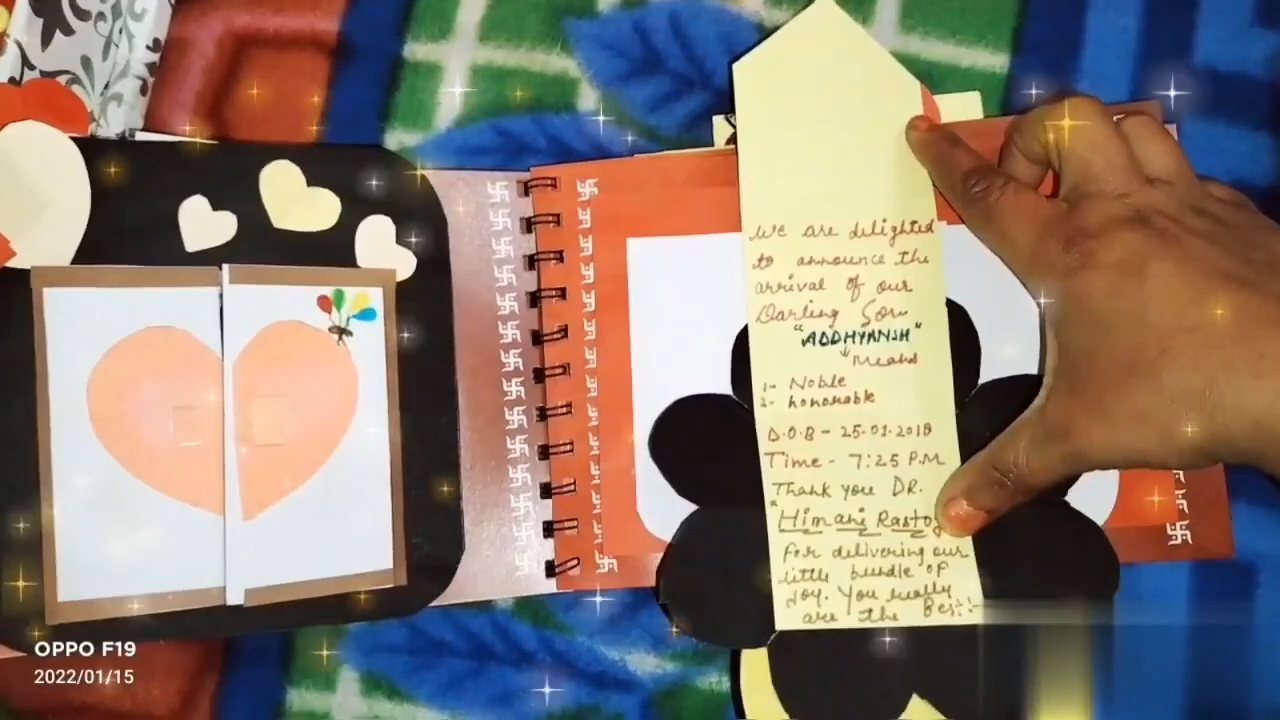 We are delighted
to announce the
arrival of our
Darling Son
"ADDHYANSH"
Means
1- Noble
2- honorable
D.O.B - 25-01-2018
Time - 7:25 P.M
Thank you DR.
"Himani Rasto
for delivering our
little bundle of
Joy. You really
are the Best!
OPPO F19
2022/01/15